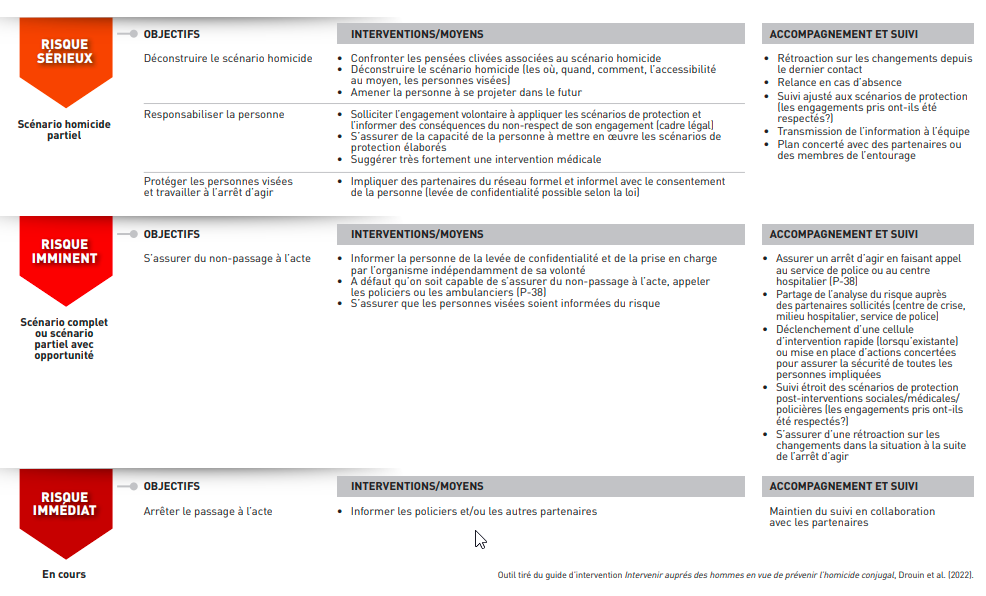 RISQUE
SÉRIEUX
Scénario homicide
partiel
OBJECTIFS
INTERVENTIONS/MOYENS
ACCOMPAGNEMENT ET SUIVI
Déconstruire le scénario homicide
• Confronter les pensées clivées associées au scénario homicide
• Déconstruire le scénario homicide (les où, quand, comment, l'accessibilité
au moyen, les personnes visées)
• Amener la personne à se projeter dans le futur
Responsabiliser la personne
• Solliciter l'engagement volontaire à appliquer les scénarios de protection et
l'informer des conséquences du non-respect de son engagement (cadre légal)
• S'assurer de la capacité de la personne à mettre en œuvre les scénarios de
protection élaborés
• Suggérer très fortement une intervention médicale
Protéger les personnes visées
et travailler à l'arrêt d'agir
• Impliquer des partenaires du réseau formel et informel avec le consentement
de la personne (levée de confidentialité possible selon la loi)
• Rétroaction sur les changements depuis
le dernier contact
• Relance en cas d'absence
• Suivi ajusté aux scénarios de protection
(les engagements pris ont-ils été
respectés?)
• Transmission de l'information à l'équipe
• Plan concerté avec des partenaires ou
des membres de l'entourage
RISQUE
IMMINENT
Scénario complet
ou scénario
partiel avec
opportunité
OBJECTIFS
INTERVENTIONS/MOYENS
ACCOMPAGNEMENT ET SUIVI
S'assurer du non-passage à l'acte
• Informer la personne de la levée de confidentialité et de la prise en charge
par l'organisme indépendamment de sa volonté
• À défaut qu'on soit capable de s'assurer du non-passage à l'acte, appeler
les policiers ou les ambulanciers (P-38)
• S'assurer que les personnes visées soient informées du risque
• Assurer un arrêt d'agir en faisant appel
au service de police ou au centre
hospitalier (P-38)
• Partage de l'analyse du risque auprès
des partenaires sollicités (centre de crise,
milieu hospitalier, service de police)
• Déclenchement d'une cellule
d'intervention rapide (lorsqu'existante)
ou mise en place d'actions concertées
pour assurer la sécurité de toutes les
personnes impliquées
• Suivi étroit des scénarios de protection
post-interventions sociales/médicales/
policières (les engagements pris ont-ils
été respectés?)
• S'assurer d'une rétroaction sur les
changements dans la situation à la suite
de l'arrêt d'agir
RISQUE
IMMÉDIAT
En cours
OBJECTIFS
INTERVENTIONS/MOYENS
ACCOMPAGNEMENT ET SUIVI
Arrêter le passage à l'acte
• Informer les policiers et/ou les autres partenaires
Maintien du suivi en collaboration
avec les partenaires
Outil tiré du guide d'intervention Intervenir auprés des hommes en vue de prévenir l'homicide conjugal, Drouin et al. (2022).